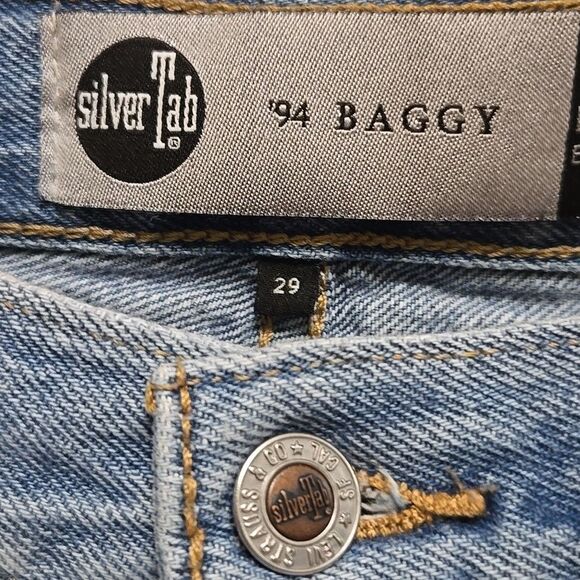 silverTab®
'94 BAGGY
29
silverTab
LEVI STRAUSS & CO ★ SF CAL ★